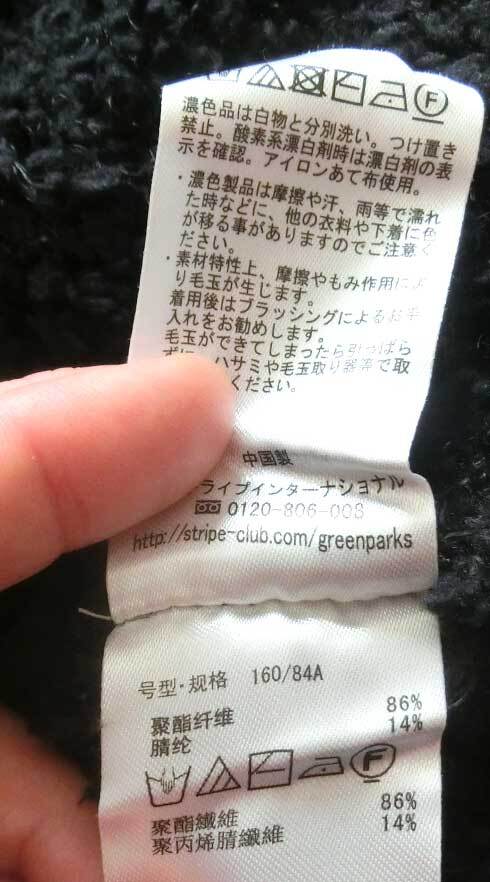 濃色品は白物と分別洗い。つけ置き
禁止。酸素系漂白剤時は漂白剤の表
示を確認。アイロンあて布使用。
・濃色製品は摩擦や汗、雨等で濡れ
た時などに、他の衣料や下着に色
が移る事がありますのでご注意く
ださい。
・素材特性上、摩擦やもみ作用により
毛玉が生じます。
着用後はブラッシングによるお手
入れをお勧めします。
毛玉ができてしまったら引っぱら
ず ハサミや毛玉取り器等で取
ください。
中国製
ライプインターナショナル
0120-806-008
http://stripe-club.com/greenparks
号型·规格 160/84A
86%
聚酯纤维 14%
腈纶
F
86%
聚酯纖維 14%
聚丙烯腈纖維